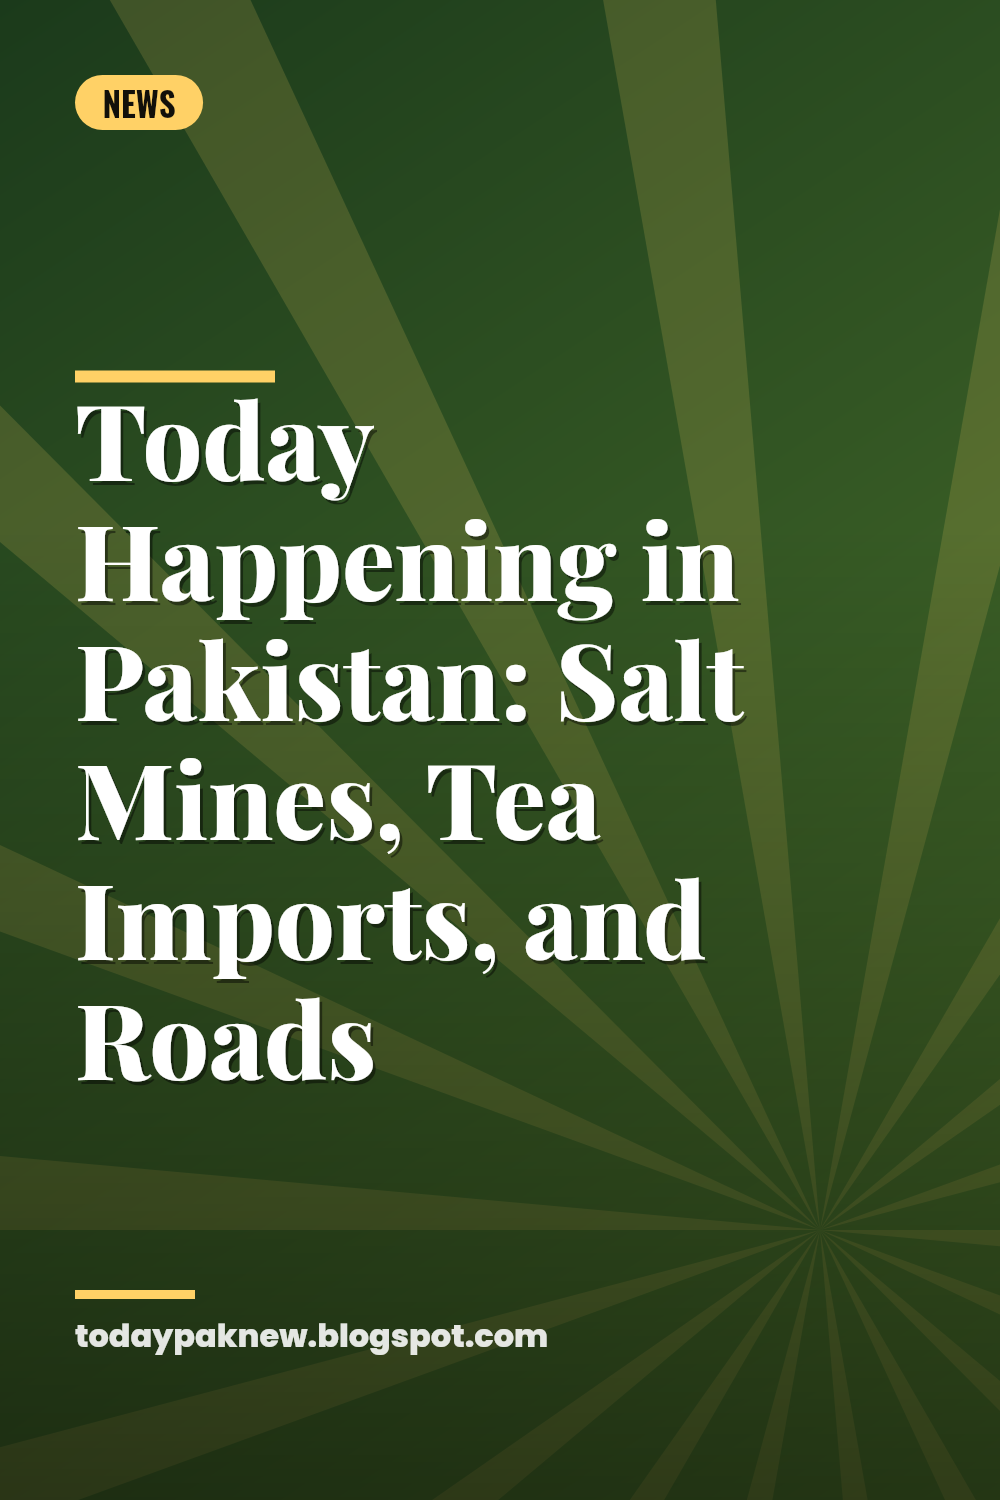 NEWS
Today
Happening in
Pakistan: Salt
Mines, Tea
Imports, and
Roads
todaypaknew.blogspot.com